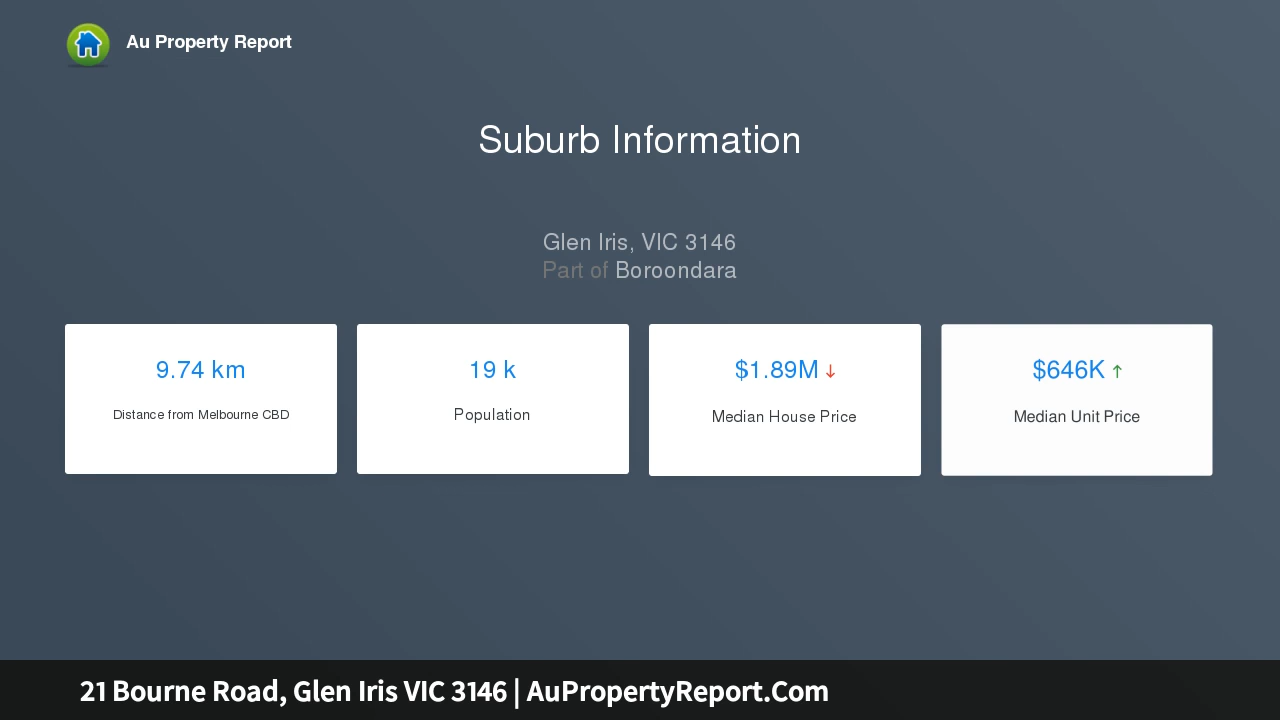 Au Property Report
Suburb Information
Glen Iris, VIC 3146
Part of Boroondara
9.74 km
Distance from Melbourne CBD
19 k
Population
$1.89M ↓
Median House Price
$646K ↑
Median Unit Price
21 Bourne Road, Glen Iris VIC 3146 | AuPropertyReport.Com